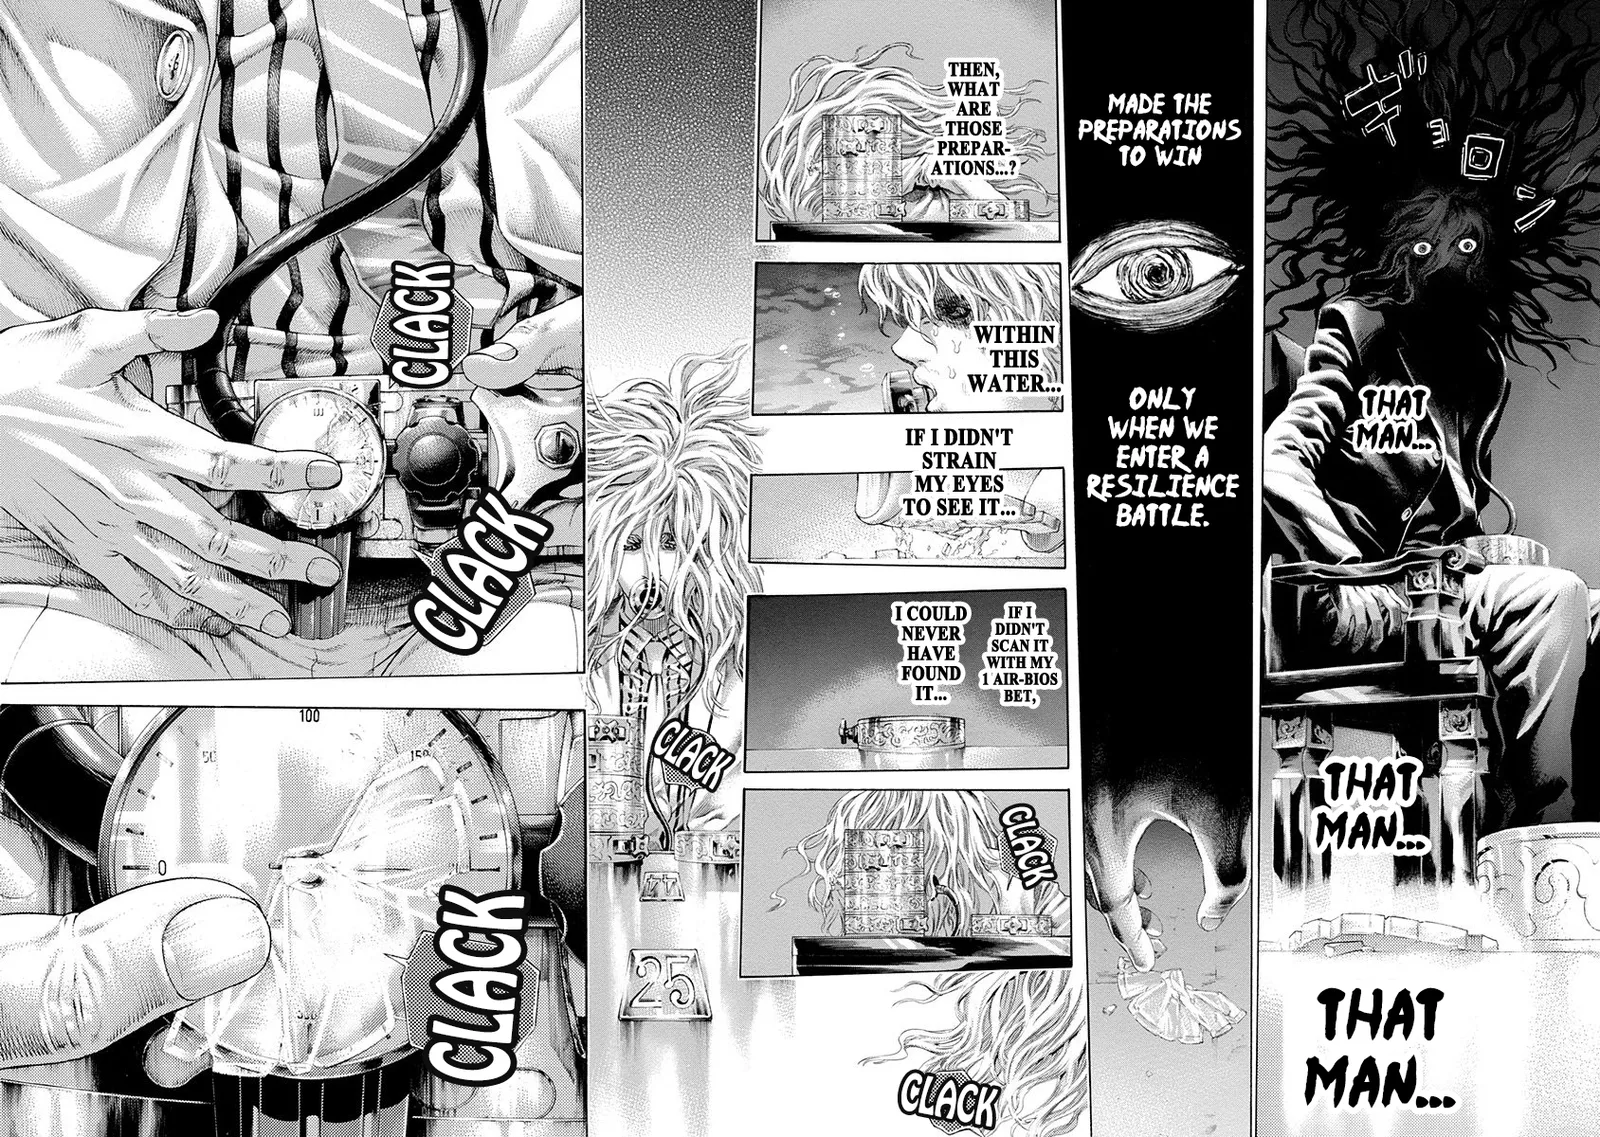 THAT
MAN...
THAT
MAN...
THAT
MAN...
MADE THE
PREPARATIONS
TO WIN
ONLY
WHEN WE
ENTER A
RESILIENCE
BATTLE.
THEN,
WHAT
ARE
THOSE
PREPAR-
ATIONS...?
WITHIN
THIS
WATER...
IF I DIDN'T
STRAIN
MY EYES
TO SEE IT...
IF I
DIDN'T
SCAN IT
WITH MY
1 AIR-BIOS
BET,
I COULD
NEVER
HAVE
FOUND
IT...
CLACK
CLACK
CLACK
44
25
CLACK
CLACK
100
50
150
0
CLACK